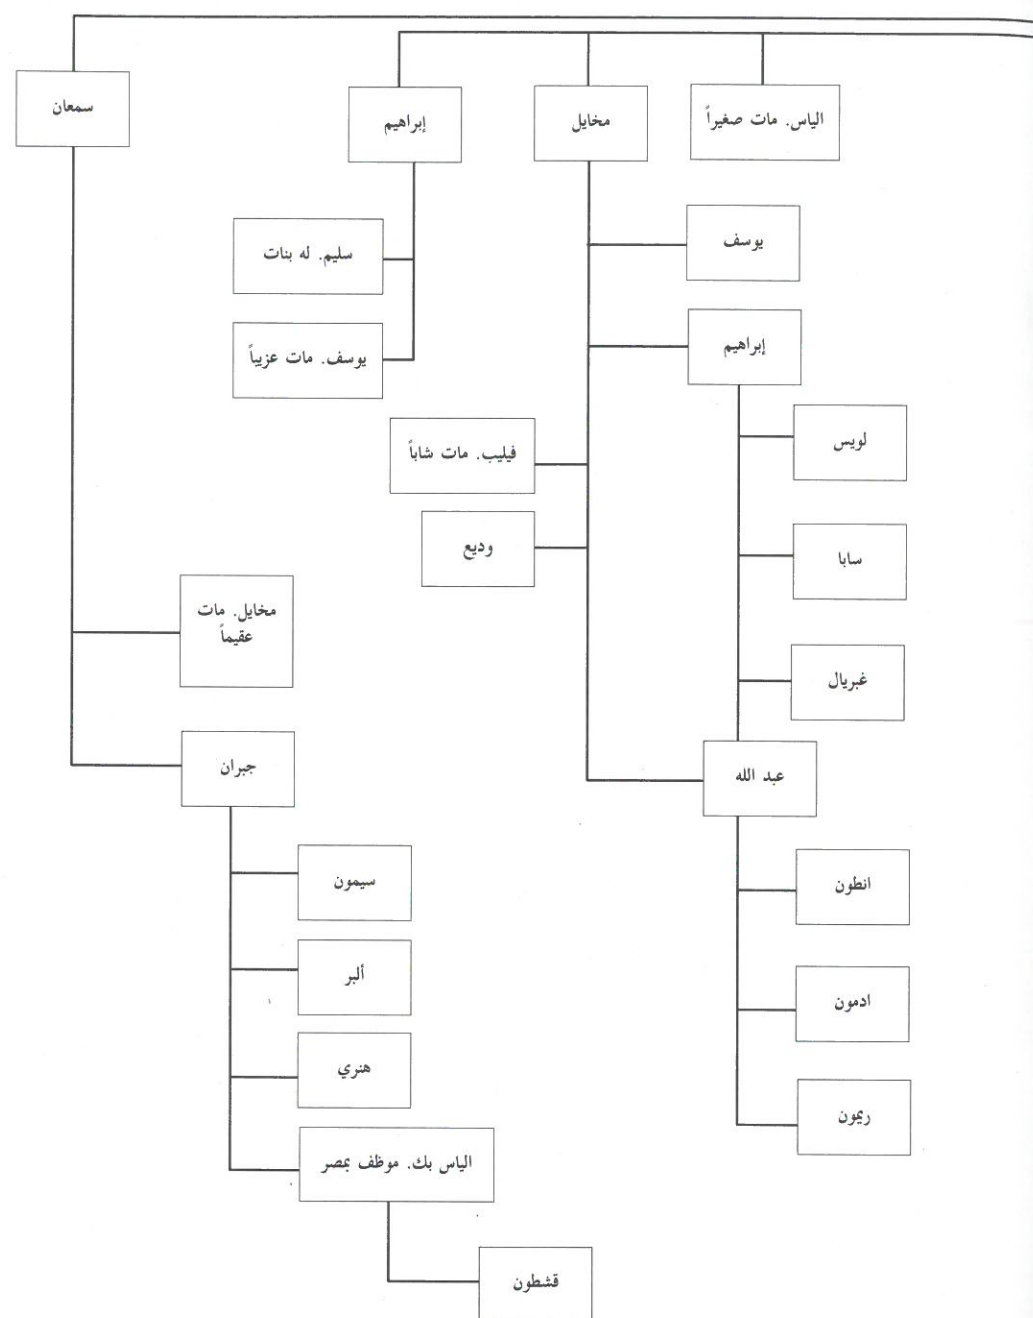 الياس. مات صغيراً
مخايل
إبراهيم
سمعان
يوسف
سليم. له بنات
إبراهيم
يوسف. مات عزيباً
لويس
فيليب. مات شاباً
وديع
سابا
مخايل. مات
عقيماً
غبريال
جبران
عبد الله
انطون
سيمون
ألبر
ادمون
هنري
ريمون
الياس بك. موظف بمصر
قشطون